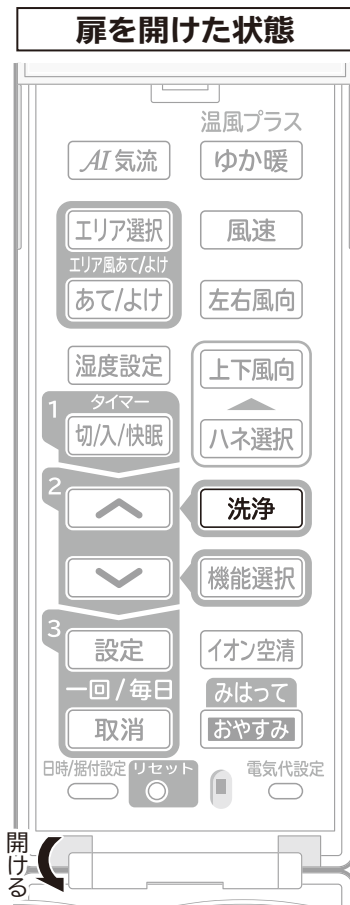 扉を開けた状態
温風プラス
AI気流
ゆか暖
エリア選択
風速
エリア風あて/よけ
あて/よけ
左右風向
湿度設定
上下風向
1
タイマー
切/入/快眠
ハネ選択
2
洗浄
機能選択
3
設定
イオン空清
一回/毎日
みはって
取消
おやすみ
日時/据付設定
リセット
電気代設定
開ける